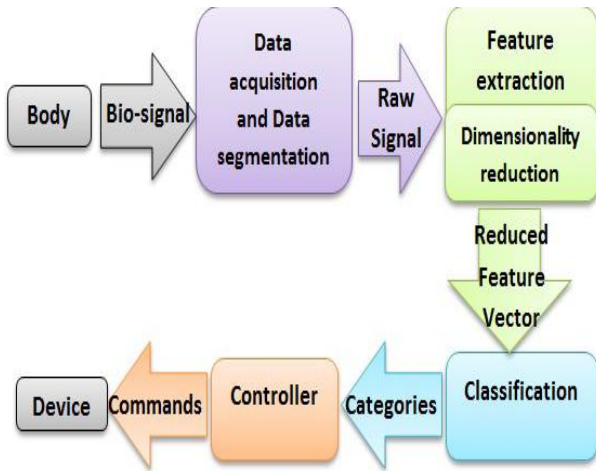 Body
Bio-signal
Data
acquisition
and Data
segmentation
Raw
Signal
Feature
extraction
Dimensionality
reduction
Reduced
Feature
Vector
Classification
Categories
Controller
Commands
Device